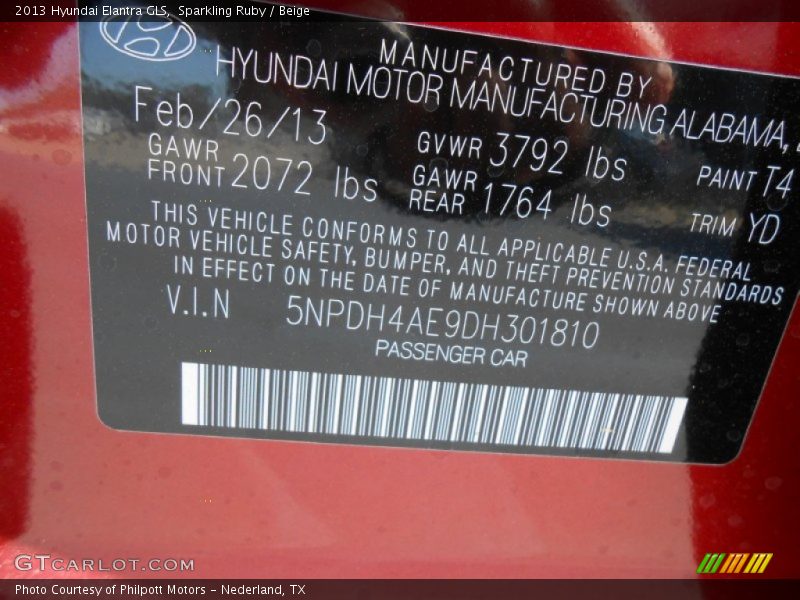 2013 Hyundai Elantra GLS, Sparkling Ruby / Beige
MANUFACTURED BY
HYUNDAI MOTOR MANUFACTURING ALABAMA,
Feb/26/13
GVWR 3792 lbs
PAINT T4
GAWR
FRONT 2072 lbs
GAWR
REAR 1764 lbs
TRIM YD
THIS VEHICLE CONFORMS TO ALL APPLICABLE U.S.A. FEDERAL
MOTOR VEHICLE SAFETY, BUMPER, AND THEFT PREVENTION STANDARDS
IN EFFECT ON THE DATE OF MANUFACTURE SHOWN ABOVE
V.I.N 5NPDH4AE9DH301810
PASSENGER CAR
GTCARLOT.COM
Photo Courtesy of Philpott Motors - Nederland, TX